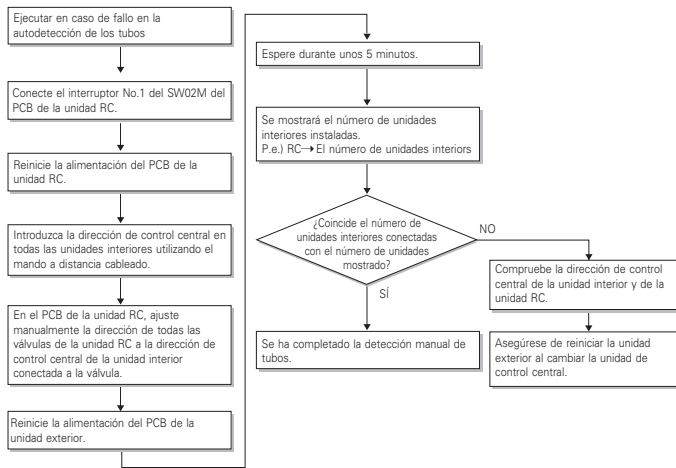 Ejecutar en caso de fallo en la
autodetección de los tubos
Conecte el interruptor No.1 del SW02M del
PCB de la unidad RC.
Reinicie la alimentación del PCB de la
unidad RC.
Introduzca la dirección de control central en
todas las unidades interiores utilizando el
mando a distancia cableado.
En el PCB de la unidad RC, ajuste
manualmente la dirección de todas las
válvulas de la unidad RC a la dirección de
control central de la unidad interior
conectada a la válvula.
Reinicie la alimentación del PCB de la
unidad exterior.
Espere durante unos 5 minutos.
Se mostrará el número de unidades
interiores instaladas.
P.e.) RC→El número de unidades interiors
¿Coincide el número de
unidades interiores conectadas
con el número de unidades
mostrado?
NO
SÍ
Se ha completado la detección manual de
tubos.
Compruebe la dirección de control
central de la unidad interior y de la
unidad RC.
Asegúrese de reiniciar la unidad
exterior al cambiar la unidad de
control central.